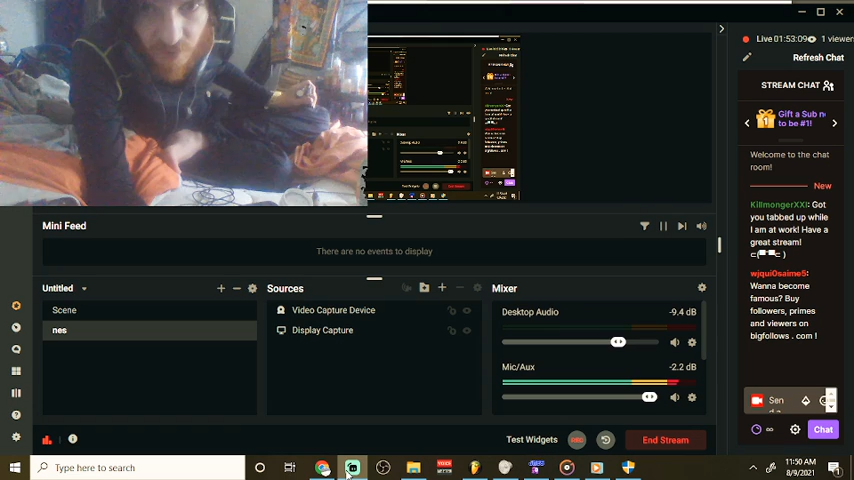 Live 01:53:09 1 viewers
Refresh Chat
STREAM CHAT
Gift a Sub n
to be #1!
Welcome to the chat
room!
New
KillmongerXXI: Got
you tabbed up while
I am at work! Have a
great stream!
wjqui0saime5:
Wanna become
famous? Buy
followers, primes
and viewers on
bigfollows . com !
Sen
Chat
Mini Feed
There are no events to display
Untitled
Scene
nes
Sources
Video Capture Device
Display Capture
Mixer
Desktop Audio -9.4 dB
Mic/Aux -2.2 dB
Test Widgets
REC
End Stream
Type here to search
11:50 AM
8/9/2021